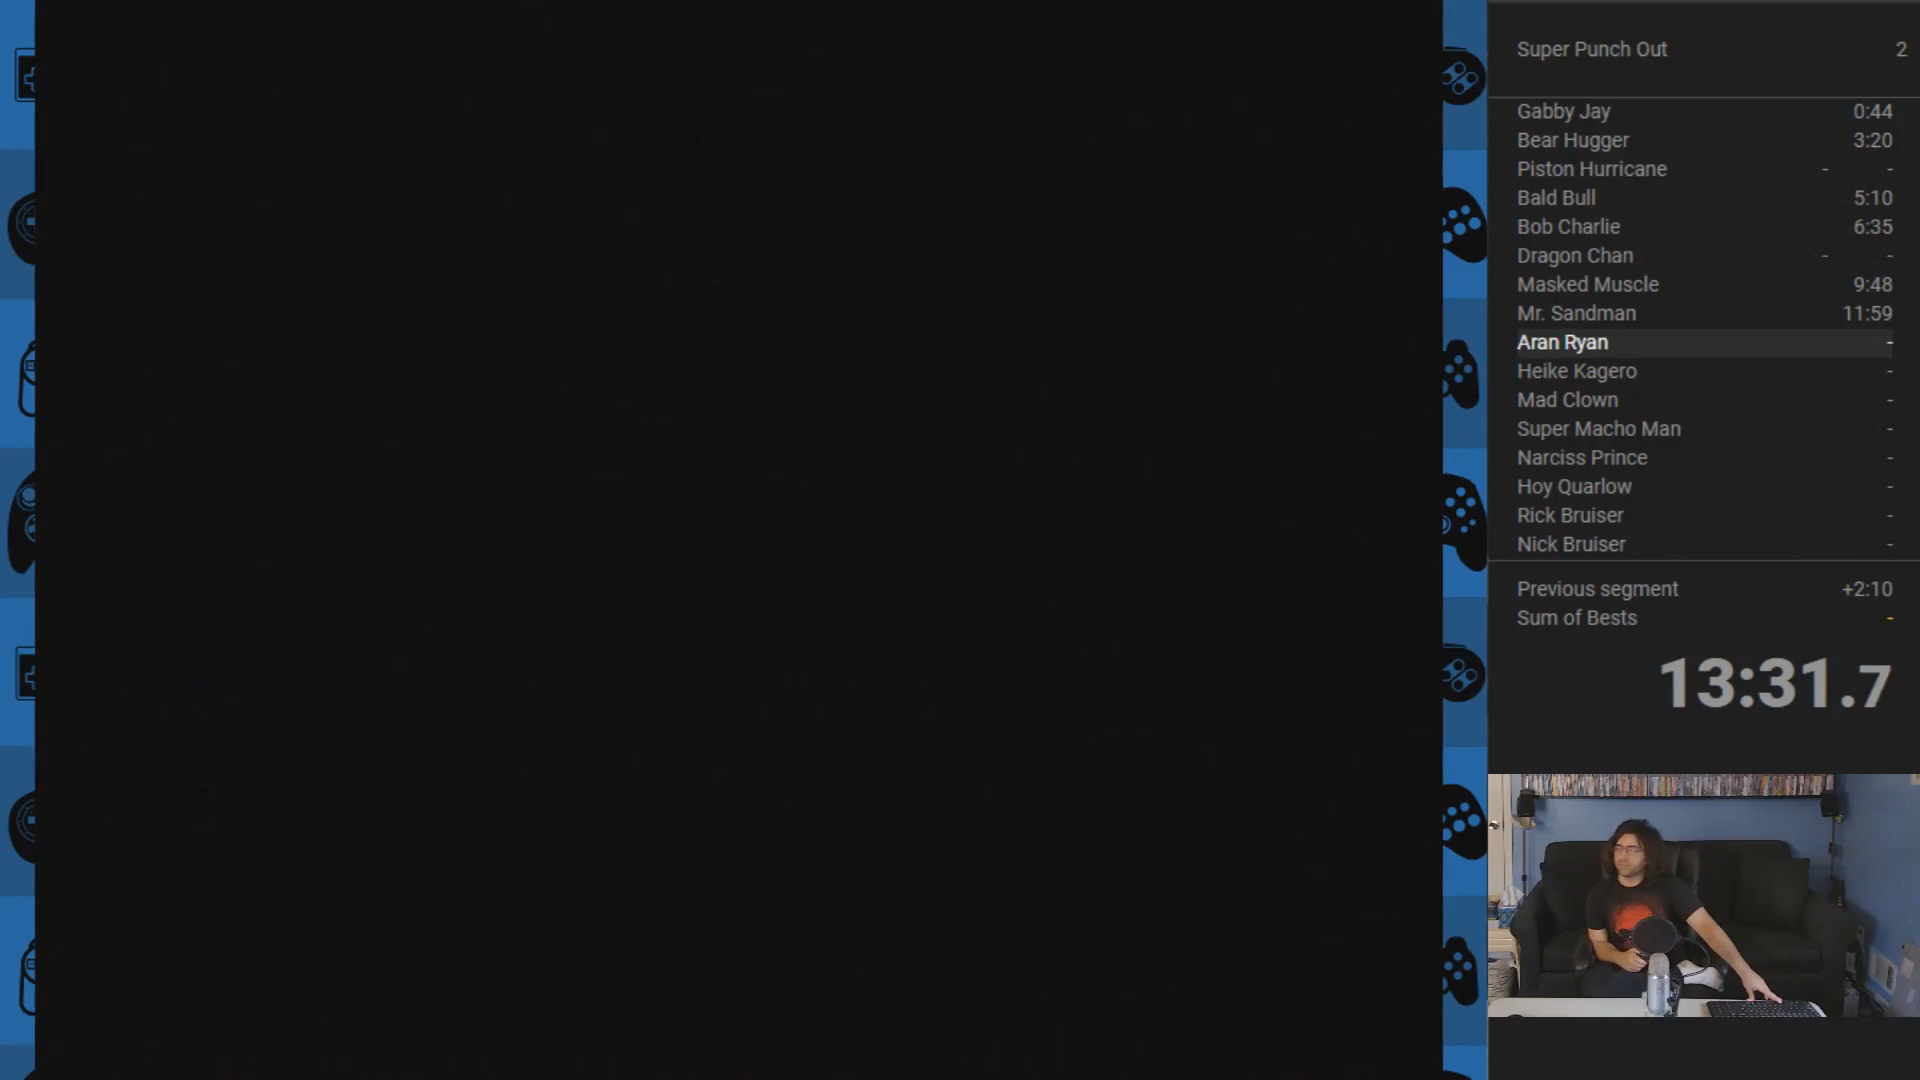 Super Punch Out 2
Gabby Jay 0:44
Bear Hugger 3:20
Piston Hurricane - -
Bald Bull 5:10
Bob Charlie 6:35
Dragon Chan - -
Masked Muscle 9:48
Mr. Sandman 11:59
Aran Ryan -
Heike Kagero -
Mad Clown -
Super Macho Man -
Narciss Prince -
Hoy Quarlow -
Rick Bruiser -
Nick Bruiser -
Previous segment +2:10
Sum of Bests -
13:31.7